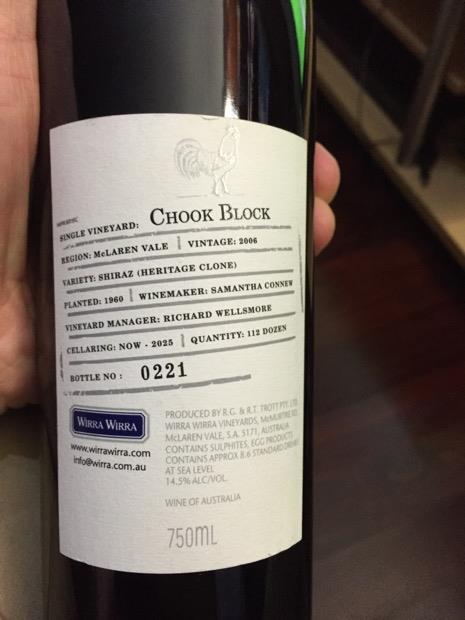 SINGLE VINEYARD: CHOOK BLOCK
REGION: McLAREN VALE | VINTAGE: 2006
VARIETY: SHIRAZ (HERITAGE CLONE)
PLANTED: 1960 | WINEMAKER: SAMANTHA CONNEW
VINEYARD MANAGER: RICHARD WELLSMORE
CELLARING: NOW - 2025 | QUANTITY: 112 DOZEN
BOTTLE NO : 0221
WIRRA WIRRA
www.wirrawirra.com
info@wirra.com.au
PRODUCED BY R.G. & R.T. TROTT PTY. LTD.
WIRRA WIRRA VINEYARDS, McMURTRIE RD,
McLAREN VALE, S.A. 5171, AUSTRALIA
CONTAINS SULPHITES, EGG PRODUCTS
CONTAINS APPROX 8.6 STANDARD DRINKS
AT SEA LEVEL
14.5% ALC/VOL.
WINE OF AUSTRALIA
750mL